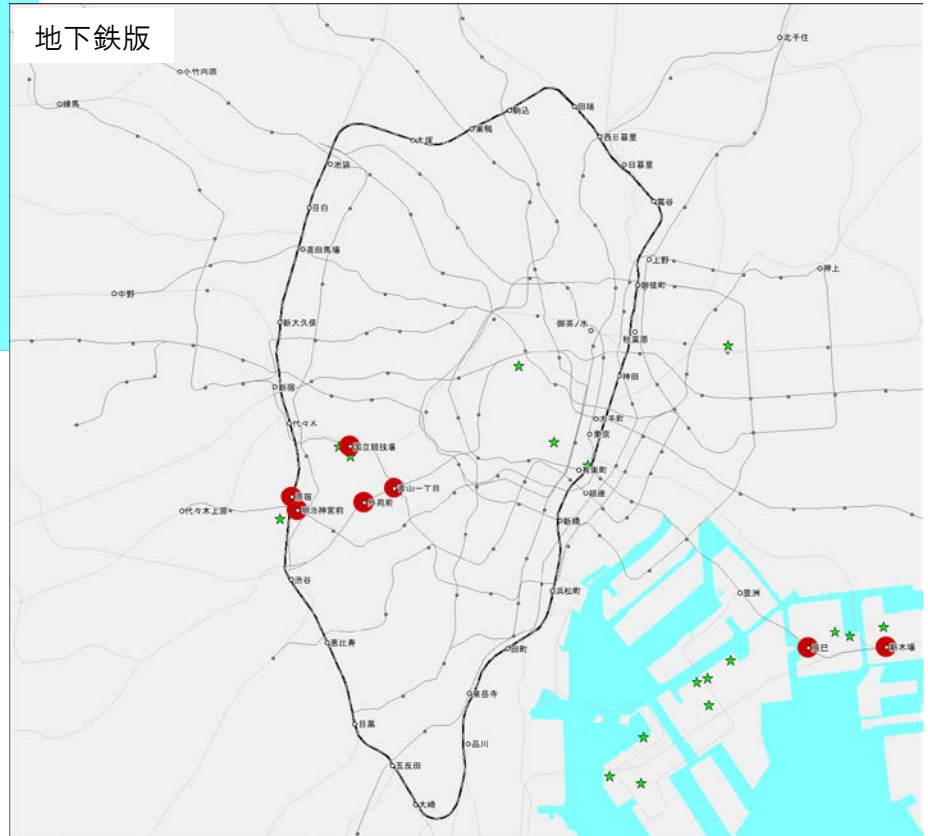 地下鉄版
北千住
小竹向原
練馬
駒込
田端
巣鴨
大塚
西日暮里
池袋
日暮里
鶯谷
目白
高田馬場
上野
押上
御徒町
中野
新大久保
御茶ノ水
秋葉原
神田
新宿
大手町
代々木
東京
国立競技場
有楽町
青山一丁目
銀座
原宿
外苑前
明治神宮前
代々木上原
新橋
渋谷
浜松町
豊洲
恵比寿
田町
辰巳
新木場
泉岳寺
目黒
品川
五反田
大崎